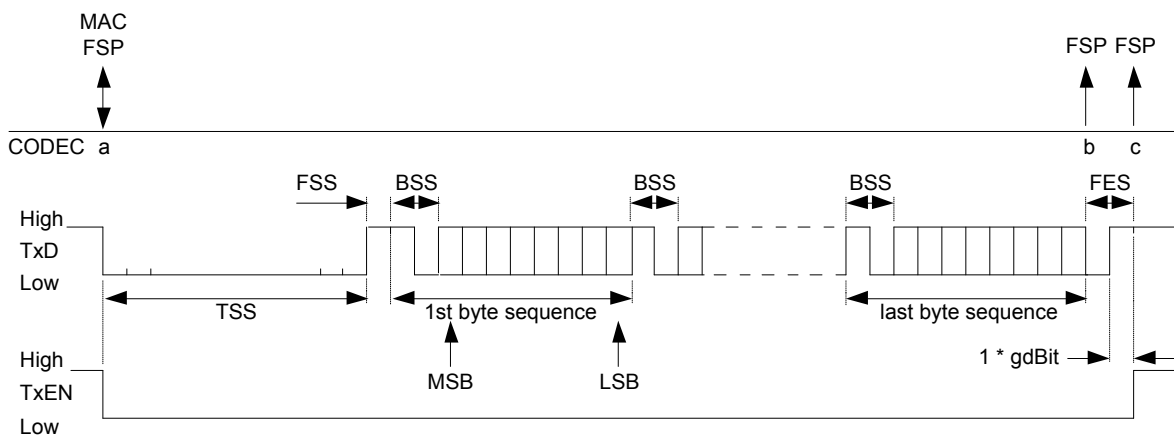 MAC
FSP
FSP FSP
CODEC a b c
FSS BSS BSS BSS FES
High
TxD
Low
TSS 1st byte sequence last byte sequence
High
TxEN
Low
MSB LSB
1 * gdBit